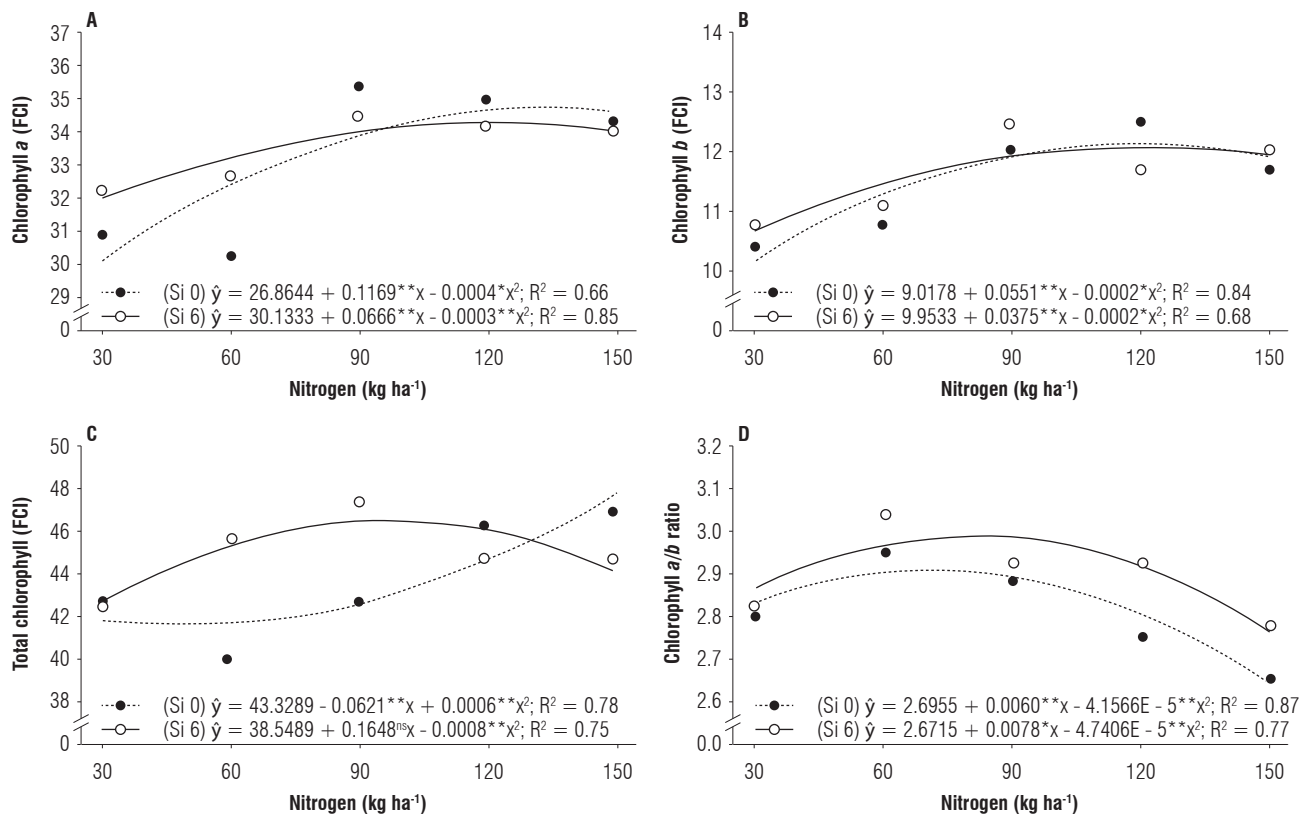 A
Chlorophyll a (FCI)
37
36
35
34
33
32
31
30
29
0
(Si 0) ŷ = 26.8644 + 0.1169**x - 0.0004*x²; R² = 0.66
(Si 6) ŷ = 30.1333 + 0.0666**x - 0.0003**x²; R² = 0.85
30 60 90 120 150
Nitrogen (kg ha⁻¹)
B
Chlorophyll b (FCI)
14
13
12
11
10
0
(Si 0) ŷ = 9.0178 + 0.0551**x - 0.0002*x²; R² = 0.84
(Si 6) ŷ = 9.9533 + 0.0375**x - 0.0002*x²; R² = 0.68
30 60 90 120 150
Nitrogen (kg ha⁻¹)
C
Total chlorophyll (FCI)
50
48
46
44
42
40
38
0
(Si 0) ŷ = 43.3289 - 0.0621**x + 0.0006**x²; R² = 0.78
(Si 6) ŷ = 38.5489 + 0.1648ⁿˢx - 0.0008**x²; R² = 0.75
30 60 90 120 150
Nitrogen (kg ha⁻¹)
D
Chlorophyll a/b ratio
3.2
3.1
3.0
2.9
2.8
2.7
2.6
0.0
(Si 0) ŷ = 2.6955 + 0.0060**x - 4.1566E - 5**x²; R² = 0.87
(Si 6) ŷ = 2.6715 + 0.0078*x - 4.7406E - 5**x²; R² = 0.77
30 60 90 120 150
Nitrogen (kg ha⁻¹)